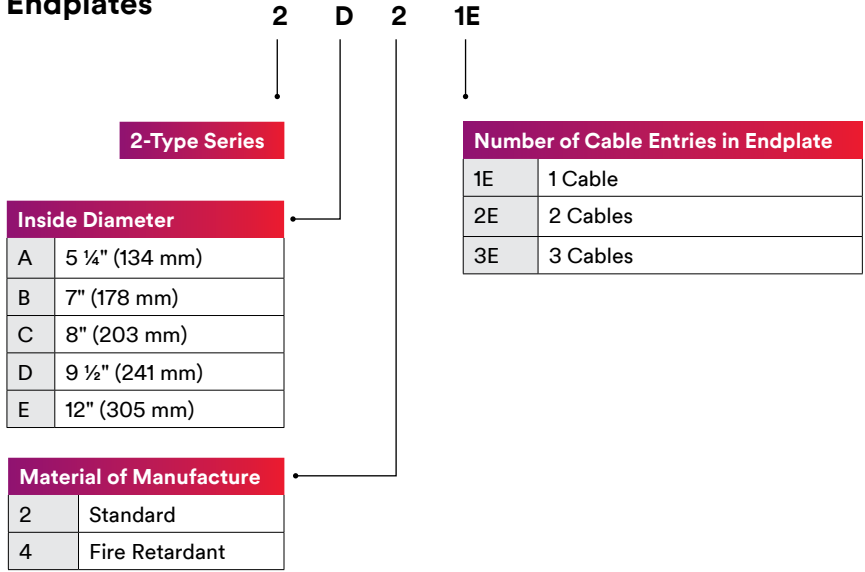 Endplates
2 D 2 1E
2-Type Series
Number of Cable Entries in Endplate
1E 1 Cable
2E 2 Cables
3E 3 Cables
Inside Diameter
A 5 ¼" (134 mm)
B 7" (178 mm)
C 8" (203 mm)
D 9 ½" (241 mm)
E 12" (305 mm)
Material of Manufacture
2 Standard
4 Fire Retardant